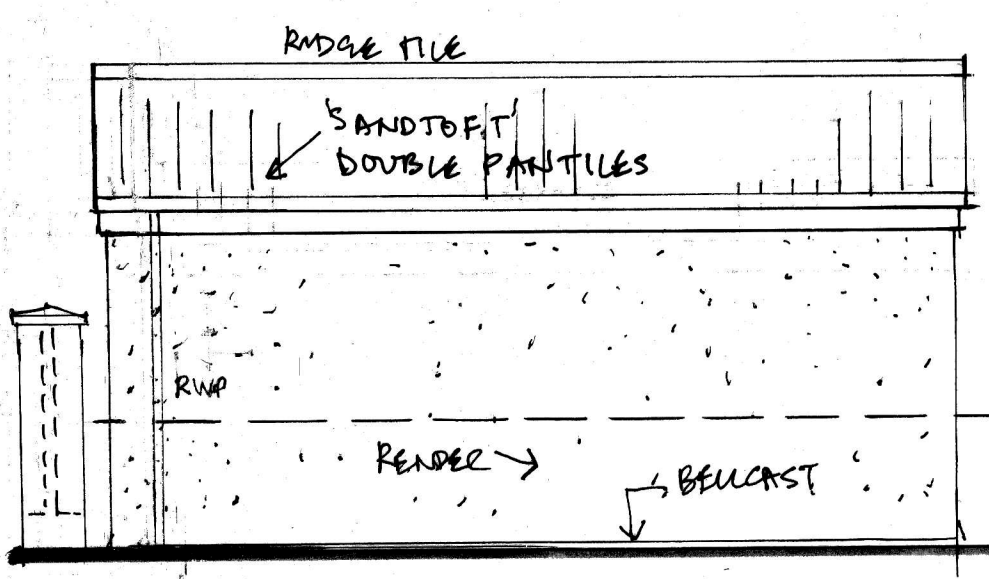 RIDGE TILE
'SANDTOFT'
DOUBLE PANTILES
RWP
RENDER
BELLCAST